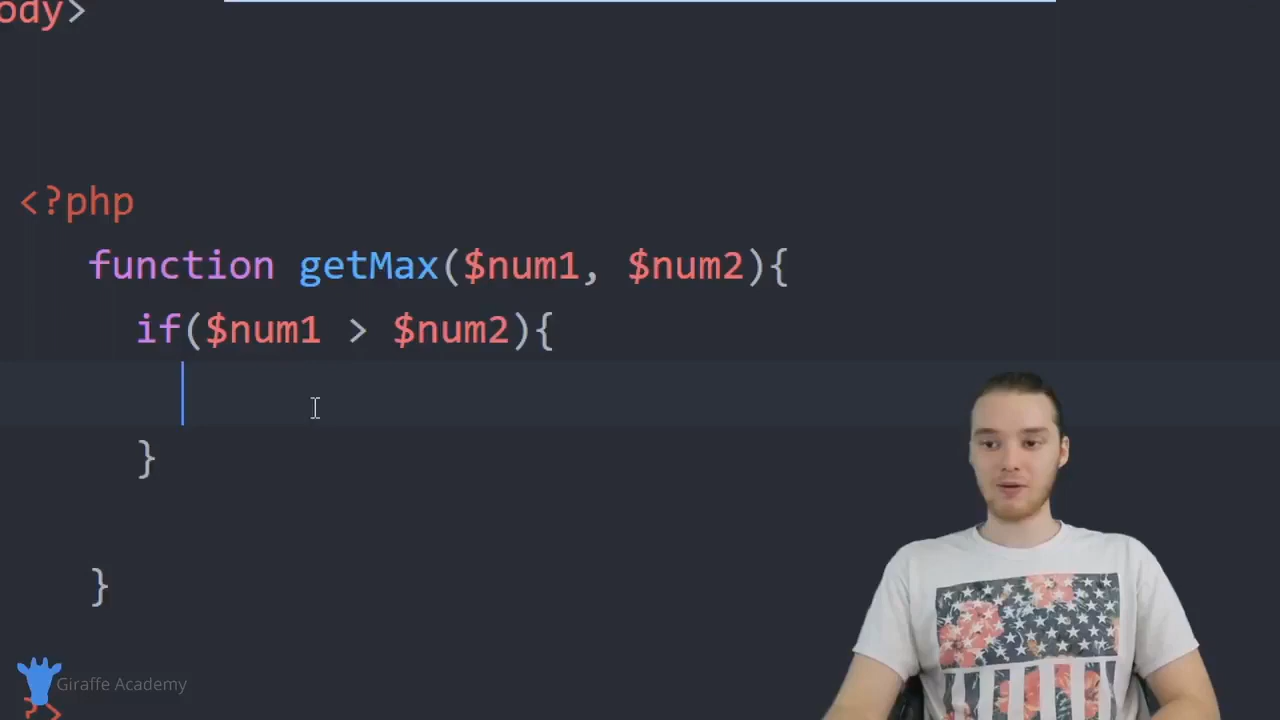 ody>
<?php
function getMax($num1, $num2){
if($num1 > $num2){
}
}
Giraffe Academy